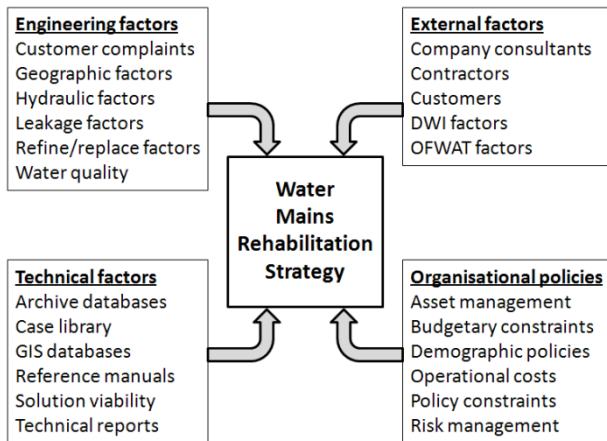 Engineering factors
Customer complaints
Geographic factors
Hydraulic factors
Leakage factors
Refine/replace factors
Water quality
External factors
Company consultants
Contractors
Customers
DWI factors
OFWAT factors
Water
Mains
Rehabilitation
Strategy
Technical factors
Archive databases
Case library
GIS databases
Reference manuals
Solution viability
Technical reports
Organisational policies
Asset management
Budgetary constraints
Demographic policies
Operational costs
Policy constraints
Risk management